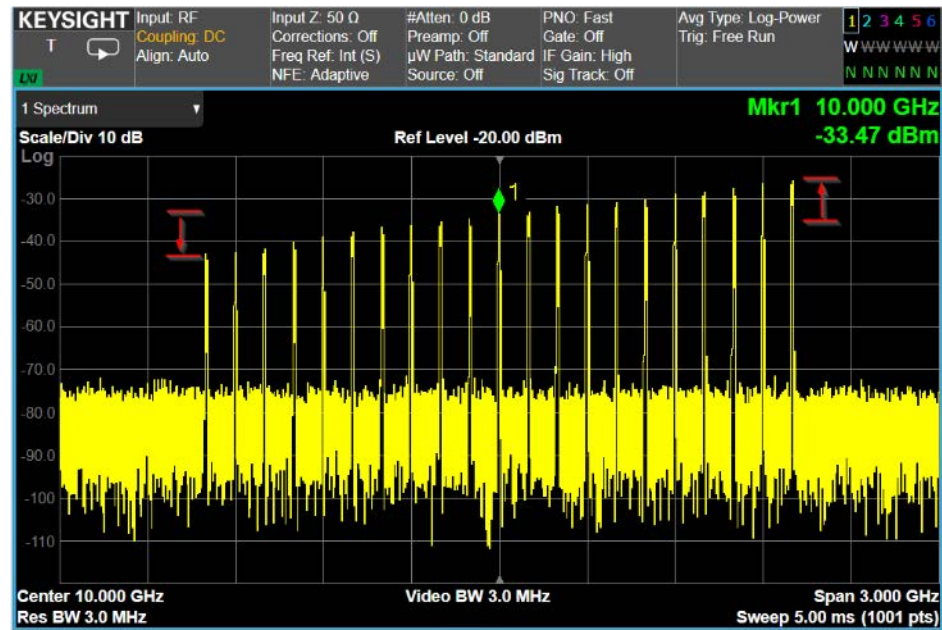 KEYSIGHT
T
LXI
Input: RF
Coupling: DC
Align: Auto
Input Z: 50 Ω
Corrections: Off
Freq Ref: Int (S)
NFE: Adaptive
#Atten: 0 dB
Preamp: Off
µW Path: Standard
Source: Off
PNO: Fast
Gate: Off
IF Gain: High
Sig Track: Off
Avg Type: Log-Power
Trig: Free Run
1 2 3 4 5 6
W W W W W W
N N N N N N
1 Spectrum
Mkr1 10.000 GHz
-33.47 dBm
Scale/Div 10 dB
Ref Level -20.00 dBm
Log
1
-30.0
-40.0
-50.0
-60.0
-70.0
-80.0
-90.0
-100
-110
Center 10.000 GHz
Video BW 3.0 MHz
Span 3.000 GHz
Res BW 3.0 MHz
Sweep 5.00 ms (1001 pts)